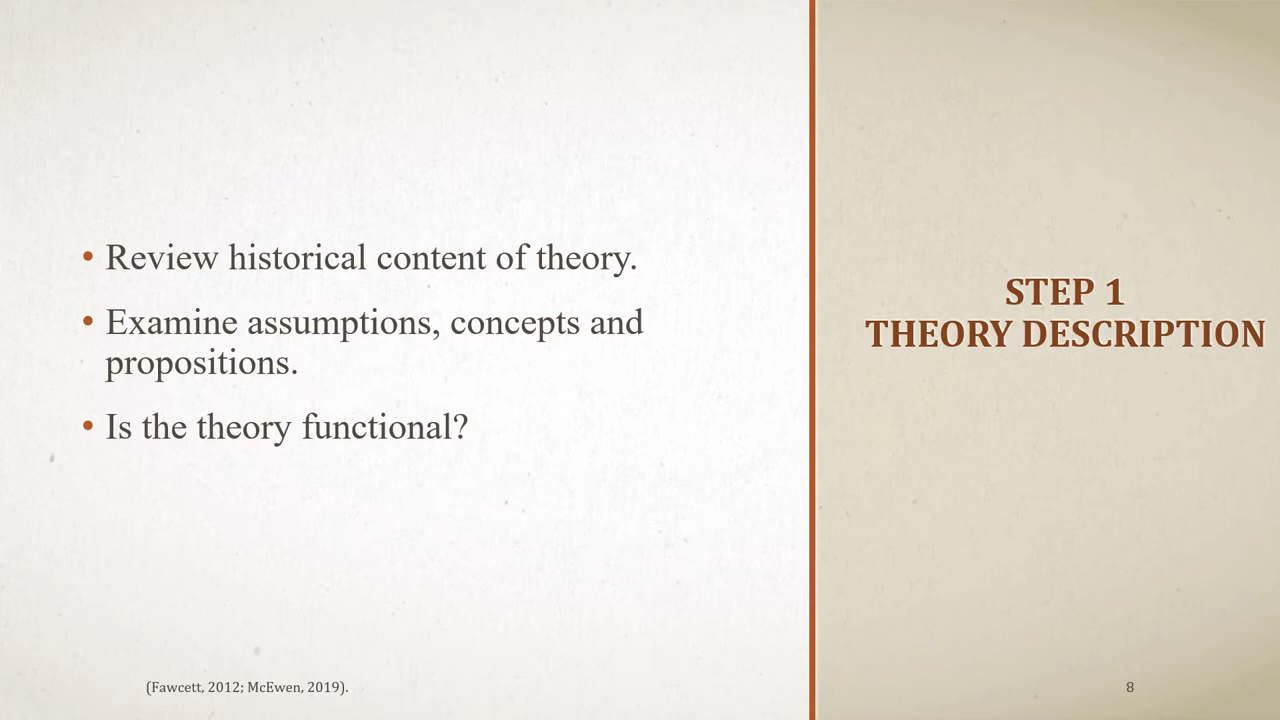 • Review historical content of theory.
• Examine assumptions, concepts and
propositions.
• Is the theory functional?
STEP 1
THEORY DESCRIPTION
(Fawcett, 2012; McEwen, 2019).
8